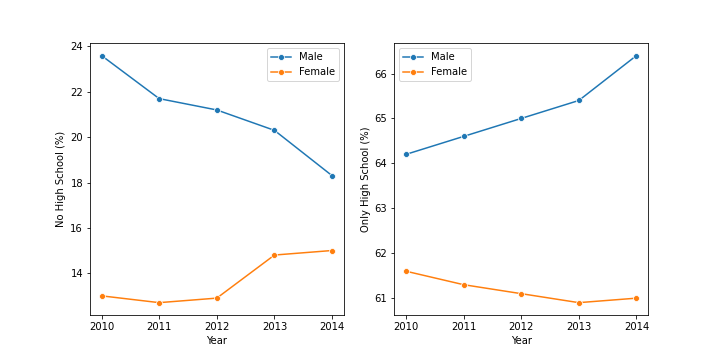 24
22
20
18
16
14
No High School (%)
Male
Female
2010 2011 2012 2013 2014
Year
66
65
64
63
62
61
Only High School (%)
Male
Female
2010 2011 2012 2013 2014
Year